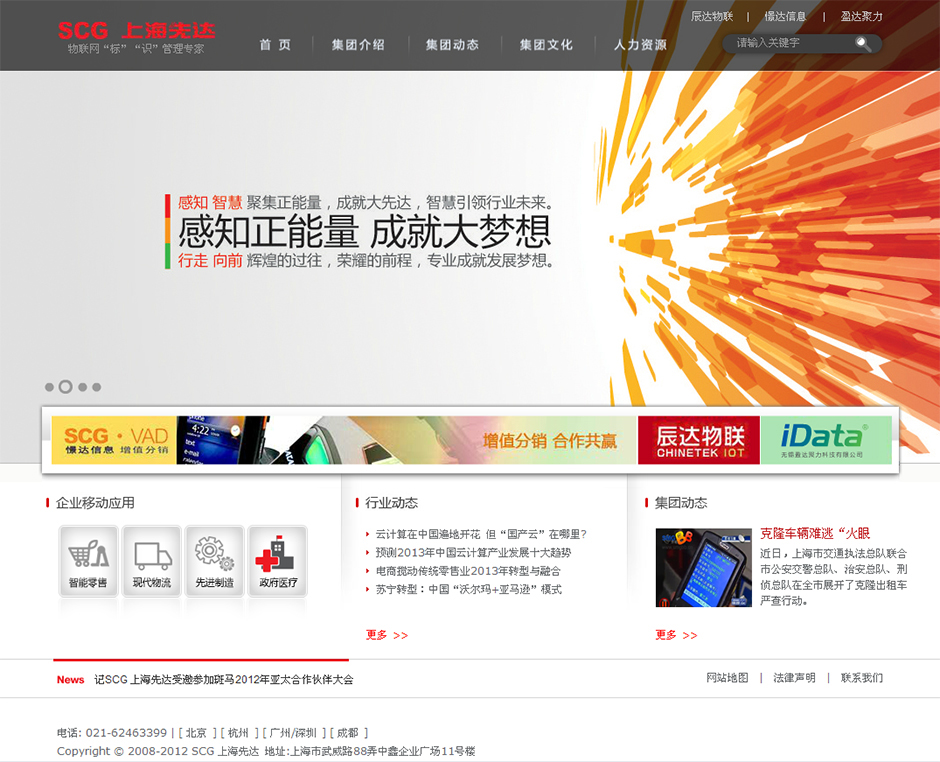 辰达物联 | 憬达信息 | 盈达聚力
SCG 上海先达
物联网“标”“识”管理专家
首 页 集团介绍 集团动态 集团文化 人力资源
请输入关键字
感知 智慧 聚集正能量，成就大先达，智慧引领行业未来。
感知正能量 成就大梦想
行走 向前 辉煌的过往，荣耀的前程，专业成就发展梦想。
SCG · VAD
憬达信息 增值分销
4:22
增值分销 合作共赢
辰达物联
CHINETEK IOT
iData®
无锡盈达聚力科技有限公司
企业移动应用
智能零售 现代物流 先进制造 政府医疗
行业动态
云计算在中国遍地开花 但“国产云”在哪里?
预测2013年中国云计算产业发展十大趋势
电商搅动传统零售业2013年转型与融合
苏宁转型：中国“沃尔玛+亚马逊”模式
更多 >>
集团动态
克隆车辆难逃“火眼
近日，上海市交通执法总队联合
市公安交警总队、治安总队、刑
侦总队在全市展开了克隆出租车
严查行动。
更多 >>
News 记SCG 上海先达受邀参加斑马2012年亚太合作伙伴大会
网站地图 | 法律声明 | 联系我们
电话: 021-62463399 | [ 北京 ] [ 杭州 ] [ 广州/深圳 ] [ 成都 ]
Copyright © 2008-2012 SCG 上海先达 地址:上海市武威路88弄中鑫企业广场11号楼